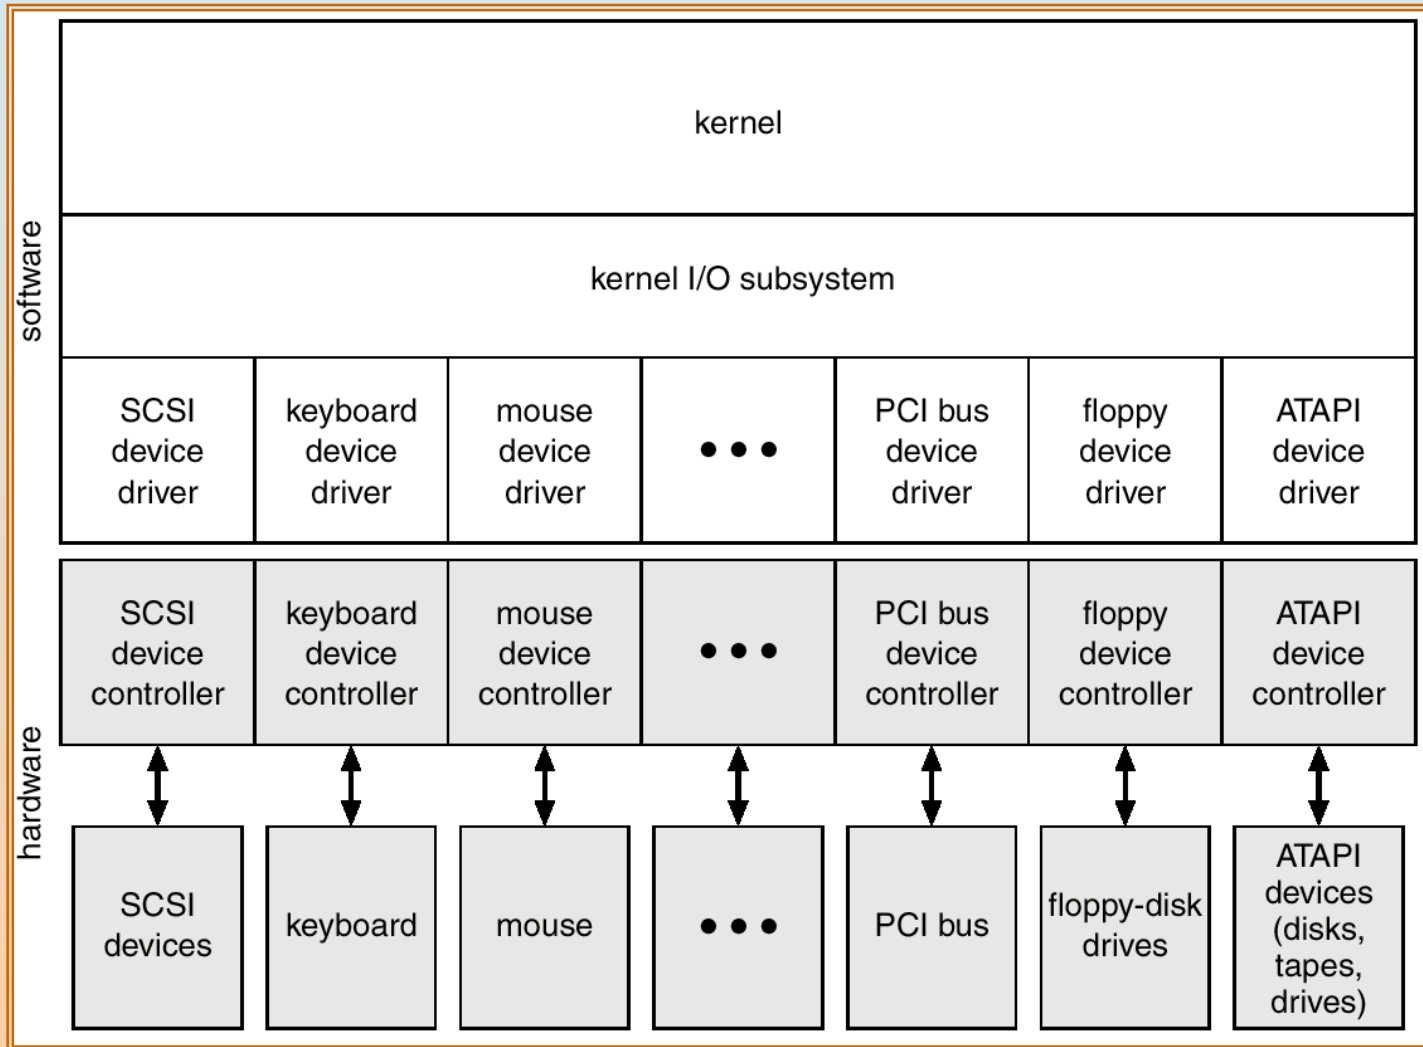 software
kernel
kernel I/O subsystem
SCSI
device
driver
keyboard
device
driver
mouse
device
driver
•••
PCI bus
device
driver
floppy
device
driver
ATAPI
device
driver
hardware
SCSI
device
controller
keyboard
device
controller
mouse
device
controller
•••
PCI bus
device
controller
floppy
device
controller
ATAPI
device
controller
SCSI
devices
keyboard
mouse
•••
PCI bus
floppy-disk
drives
ATAPI
devices
(disks,
tapes,
drives)